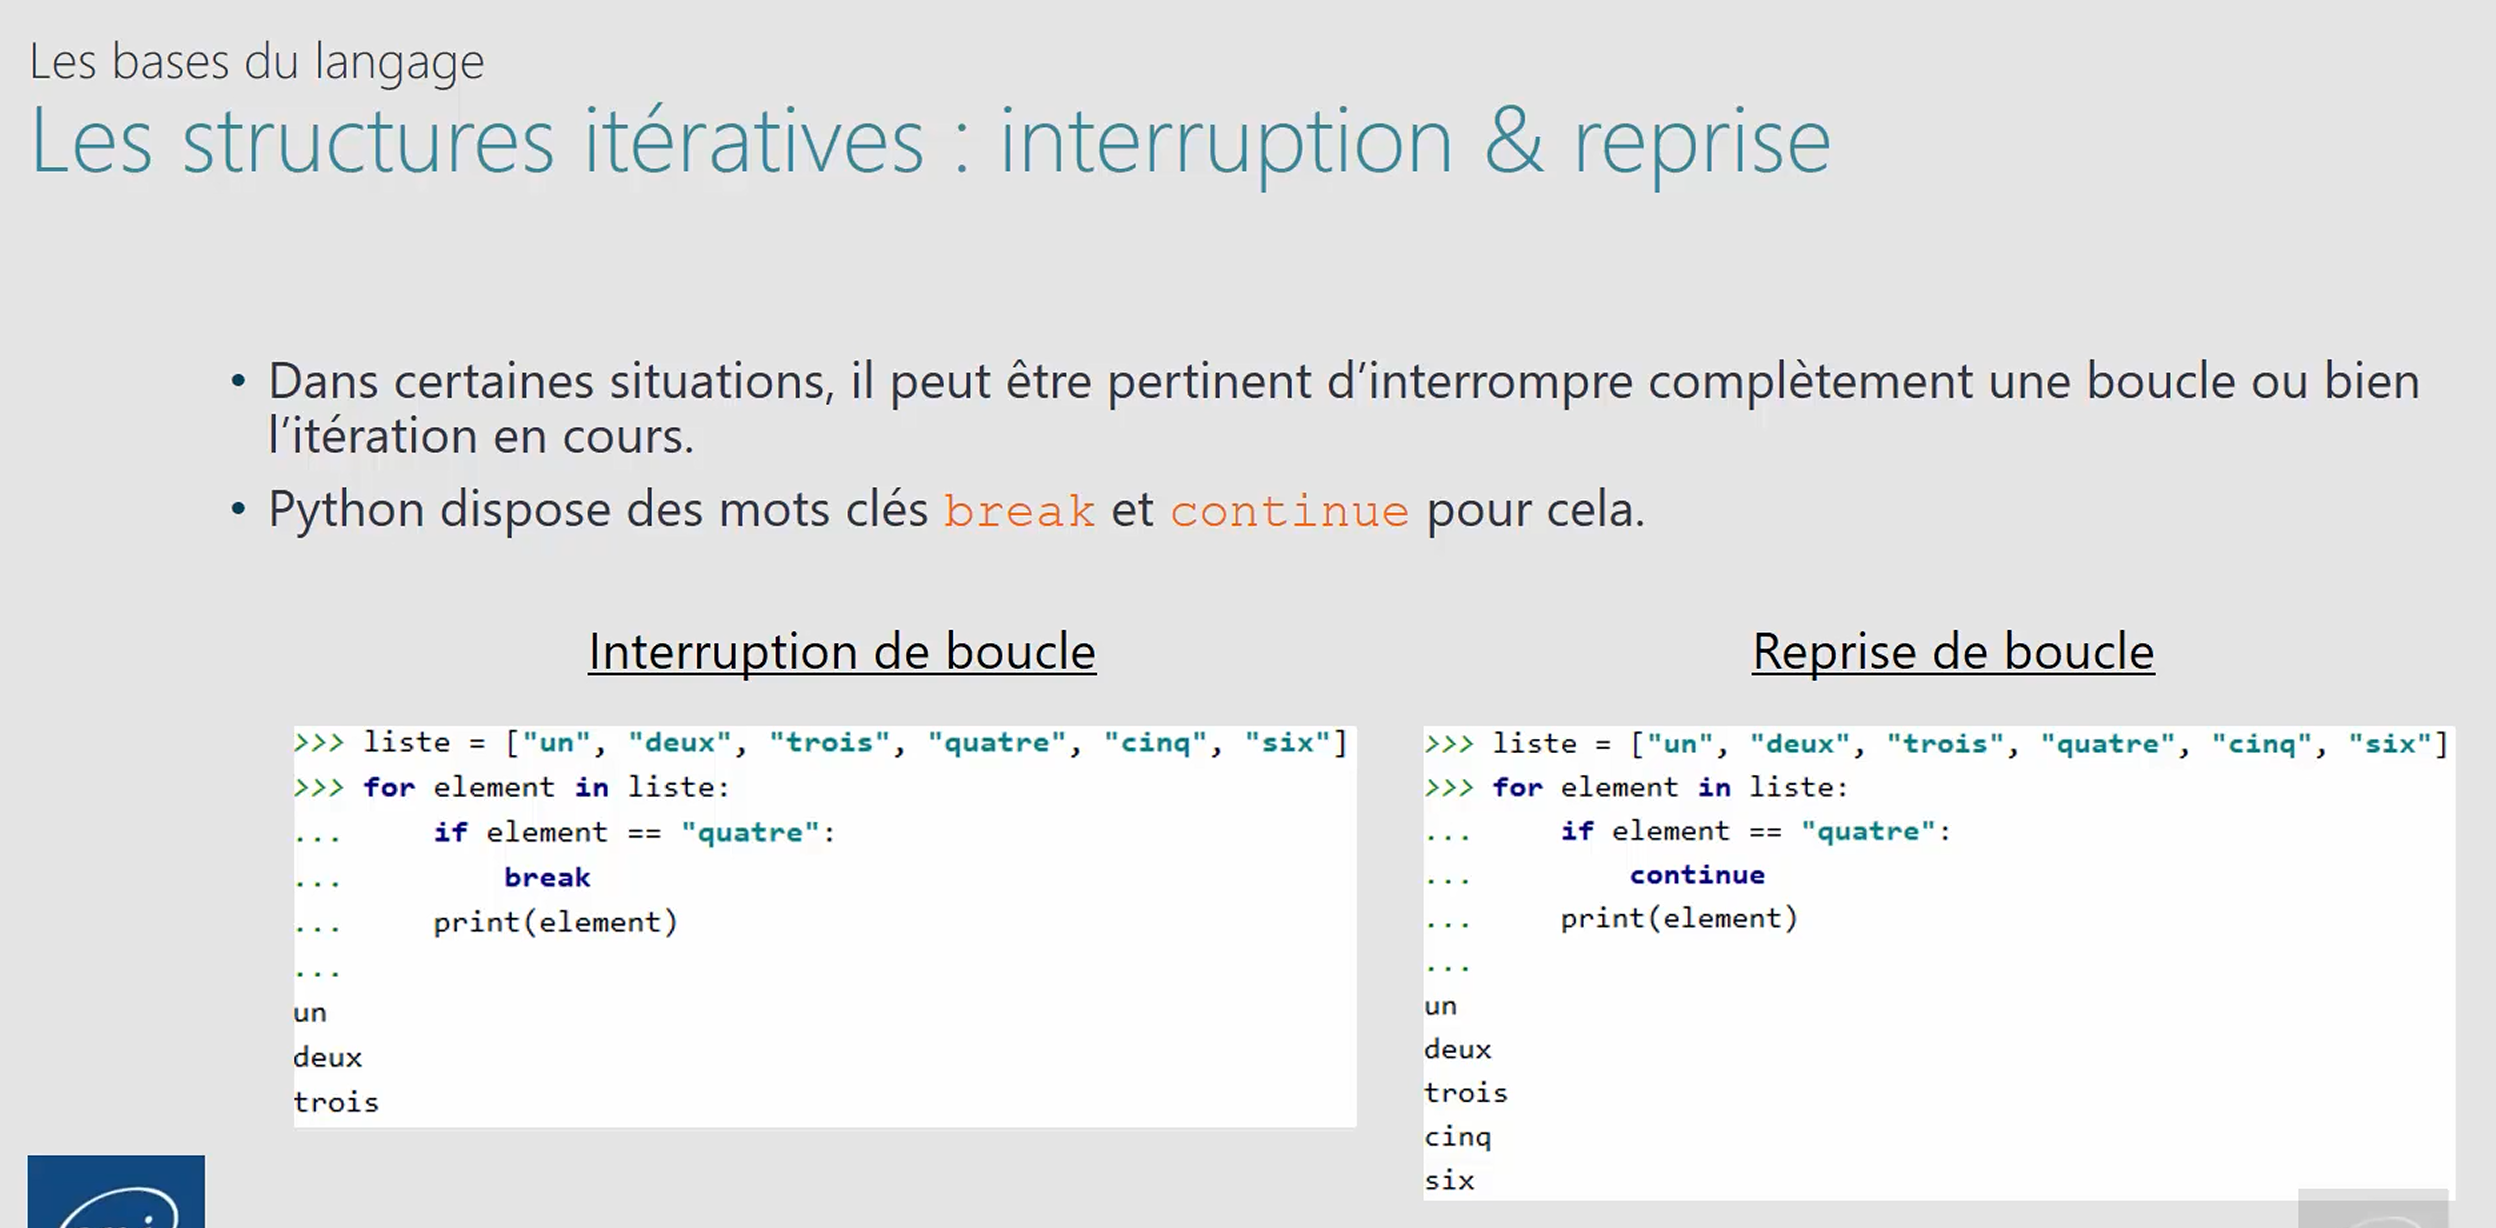 Les bases du langage
Les structures itératives : interruption & reprise
• Dans certaines situations, il peut être pertinent d’interrompre complètement une boucle ou bien
l’itération en cours.
• Python dispose des mots clés break et continue pour cela.
Interruption de boucle
>>> liste = ["un", "deux", "trois", "quatre", "cinq", "six"]
>>> for element in liste:
...     if element == "quatre":
...         break
...     print(element)
...
un
deux
trois
Reprise de boucle
>>> liste = ["un", "deux", "trois", "quatre", "cinq", "six"]
>>> for element in liste:
...     if element == "quatre":
...         continue
...     print(element)
...
un
deux
trois
cinq
six